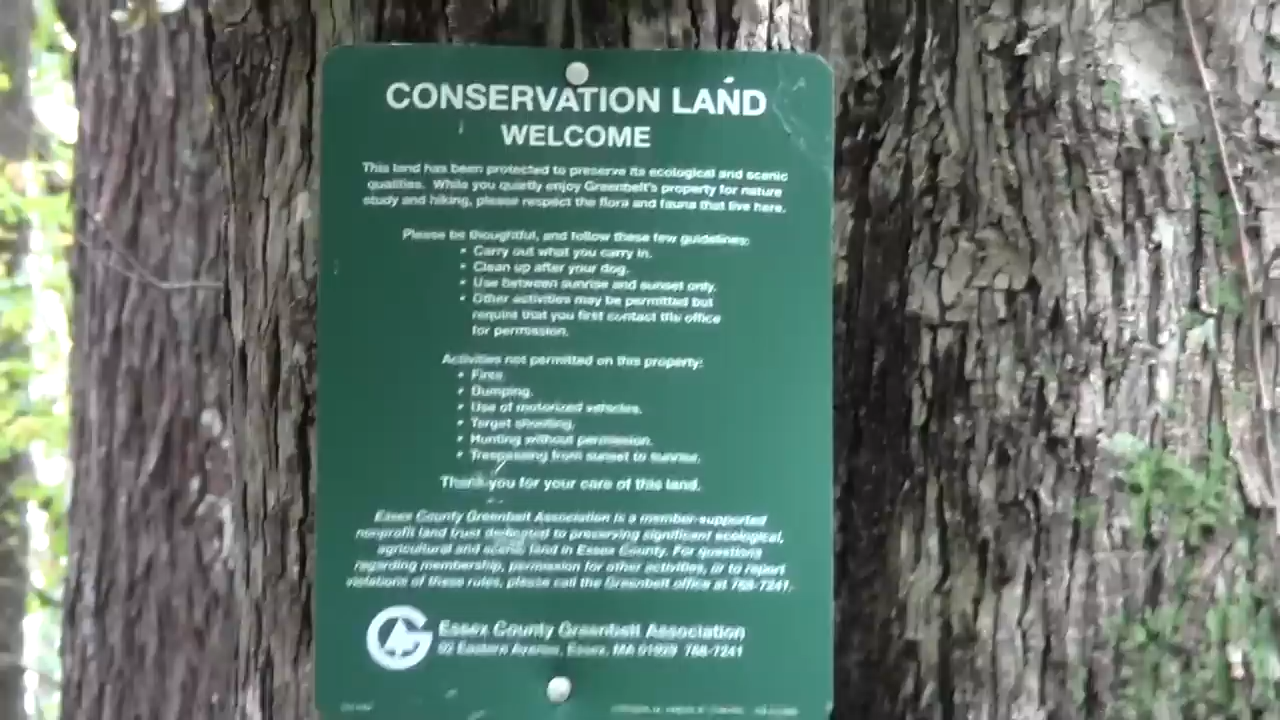 CONSERVATION LAND
WELCOME
This land has been protected to preserve its ecological and scenic
qualities. While you quietly enjoy Greenbelt's property for nature
study and hiking, please respect the flora and fauna that live here.
Please be thoughtful, and follow these few guidelines:
• Carry out what you carry in.
• Clean up after your dog.
• Use between sunrise and sunset only.
• Other activities may be permitted but
require that you first contact this office
for permission.
Activities not permitted on this property:
• Fires.
• Dumping.
• Use of motorized vehicles.
• Target shooting.
• Hunting without permission.
• Trespassing from sunset to sunrise.
Thank you for your care of this land.
Essex County Greenbelt Association is a member-supported
nonprofit land trust dedicated to preserving significant ecological,
agricultural and scenic land in Essex County. For questions
regarding membership, permission for other activities, or to report
violations of these rules, please call the Greenbelt office at 768-7241.
Essex County Greenbelt Association
Eastern Avenue, Essex, MA 01929 768-7241